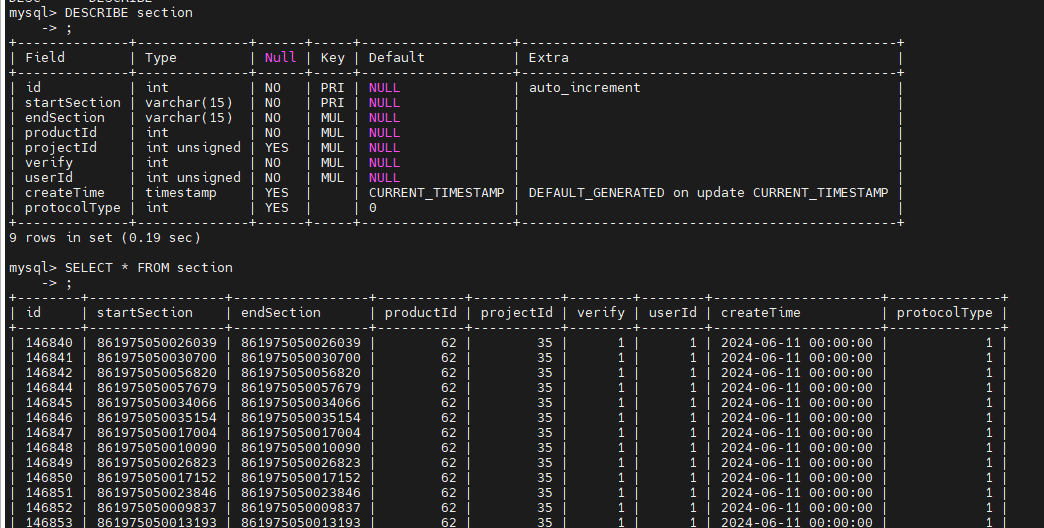 mysql> DESCRIBE section
    -> ;
+-------------+--------------+------+-----+-------------------+-----------------------------------------------+
| Field       | Type         | Null | Key | Default           | Extra                                         |
+-------------+--------------+------+-----+-------------------+-----------------------------------------------+
| id          | int          | NO   | PRI | NULL              | auto_increment                                |
| startSection | varchar(15)  | NO   | PRI | NULL              |                                               |
| endSection  | varchar(15)  | NO   | MUL | NULL              |                                               |
| productId   | int          | NO   | MUL | NULL              |                                               |
| projectId   | int unsigned | YES  | MUL | NULL              |                                               |
| verify      | int          | NO   | MUL | NULL              |                                               |
| userId      | int unsigned | NO   | MUL | NULL              |                                               |
| createTime  | timestamp    | YES  |     | CURRENT_TIMESTAMP | DEFAULT_GENERATED on update CURRENT_TIMESTAMP |
| protocolType | int          | YES  |     | 0                 |                                               |
+-------------+--------------+------+-----+-------------------+-----------------------------------------------+
9 rows in set (0.19 sec)
mysql> SELECT * FROM section
    -> ;
+--------+-----------------+-----------------+-----------+-----------+--------+--------+---------------------+--------------+
| id     | startSection    | endSection      | productId | projectId | verify | userId | createTime          | protocolType |
+--------+-----------------+-----------------+-----------+-----------+--------+--------+---------------------+--------------+
| 146840 | 861975050026039 | 861975050026039 |        62 |        35 |      1 |      1 | 2024-06-11 00:00:00 |            1 |
| 146841 | 861975050030700 | 861975050030700 |        62 |        35 |      1 |      1 | 2024-06-11 00:00:00 |            1 |
| 146842 | 861975050056820 | 861975050056820 |        62 |        35 |      1 |      1 | 2024-06-11 00:00:00 |            1 |
| 146844 | 861975050057679 | 861975050057679 |        62 |        35 |      1 |      1 | 2024-06-11 00:00:00 |            1 |
| 146845 | 861975050034066 | 861975050034066 |        62 |        35 |      1 |      1 | 2024-06-11 00:00:00 |            1 |
| 146846 | 861975050035154 | 861975050035154 |        62 |        35 |      1 |      1 | 2024-06-11 00:00:00 |            1 |
| 146847 | 861975050017004 | 861975050017004 |        62 |        35 |      1 |      1 | 2024-06-11 00:00:00 |            1 |
| 146848 | 861975050010090 | 861975050010090 |        62 |        35 |      1 |      1 | 2024-06-11 00:00:00 |            1 |
| 146849 | 861975050026823 | 861975050026823 |        62 |        35 |      1 |      1 | 2024-06-11 00:00:00 |            1 |
| 146850 | 861975050017152 | 861975050017152 |        62 |        35 |      1 |      1 | 2024-06-11 00:00:00 |            1 |
| 146851 | 861975050023846 | 861975050023846 |        62 |        35 |      1 |      1 | 2024-06-11 00:00:00 |            1 |
| 146852 | 861975050009837 | 861975050009837 |        62 |        35 |      1 |      1 | 2024-06-11 00:00:00 |            1 |
| 146853 | 861975050013193 | 861975050013193 |        62 |        35 |      1 |      1 | 2024-06-11 00:00:00 |            1 |